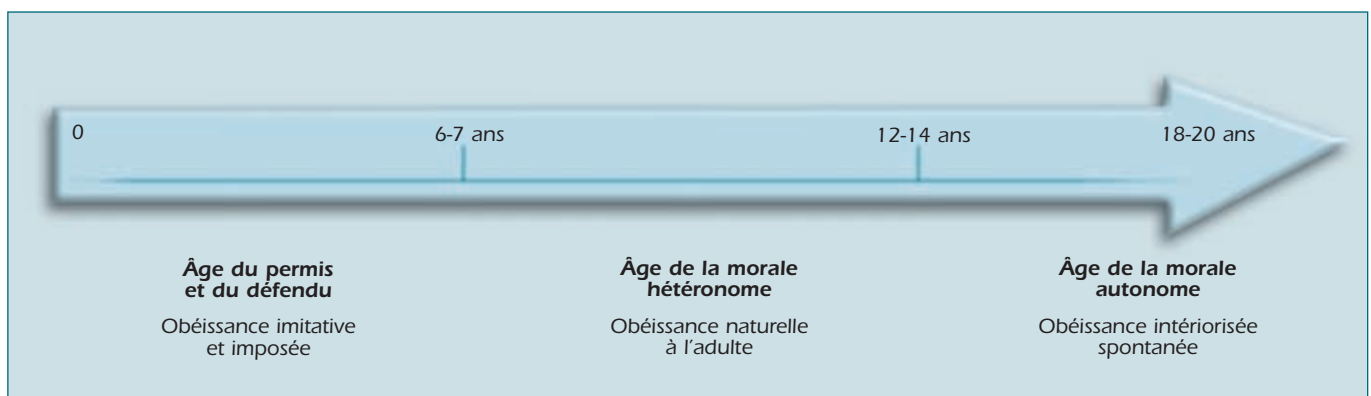 0
6-7 ans
12-14 ans
18-20 ans
Âge du permis
et du défendu
Obéissance imitative
et imposée
Âge de la morale
hétéronome
Obéissance naturelle
à l'adulte
Âge de la morale
autonome
Obéissance intériorisée
spontanée